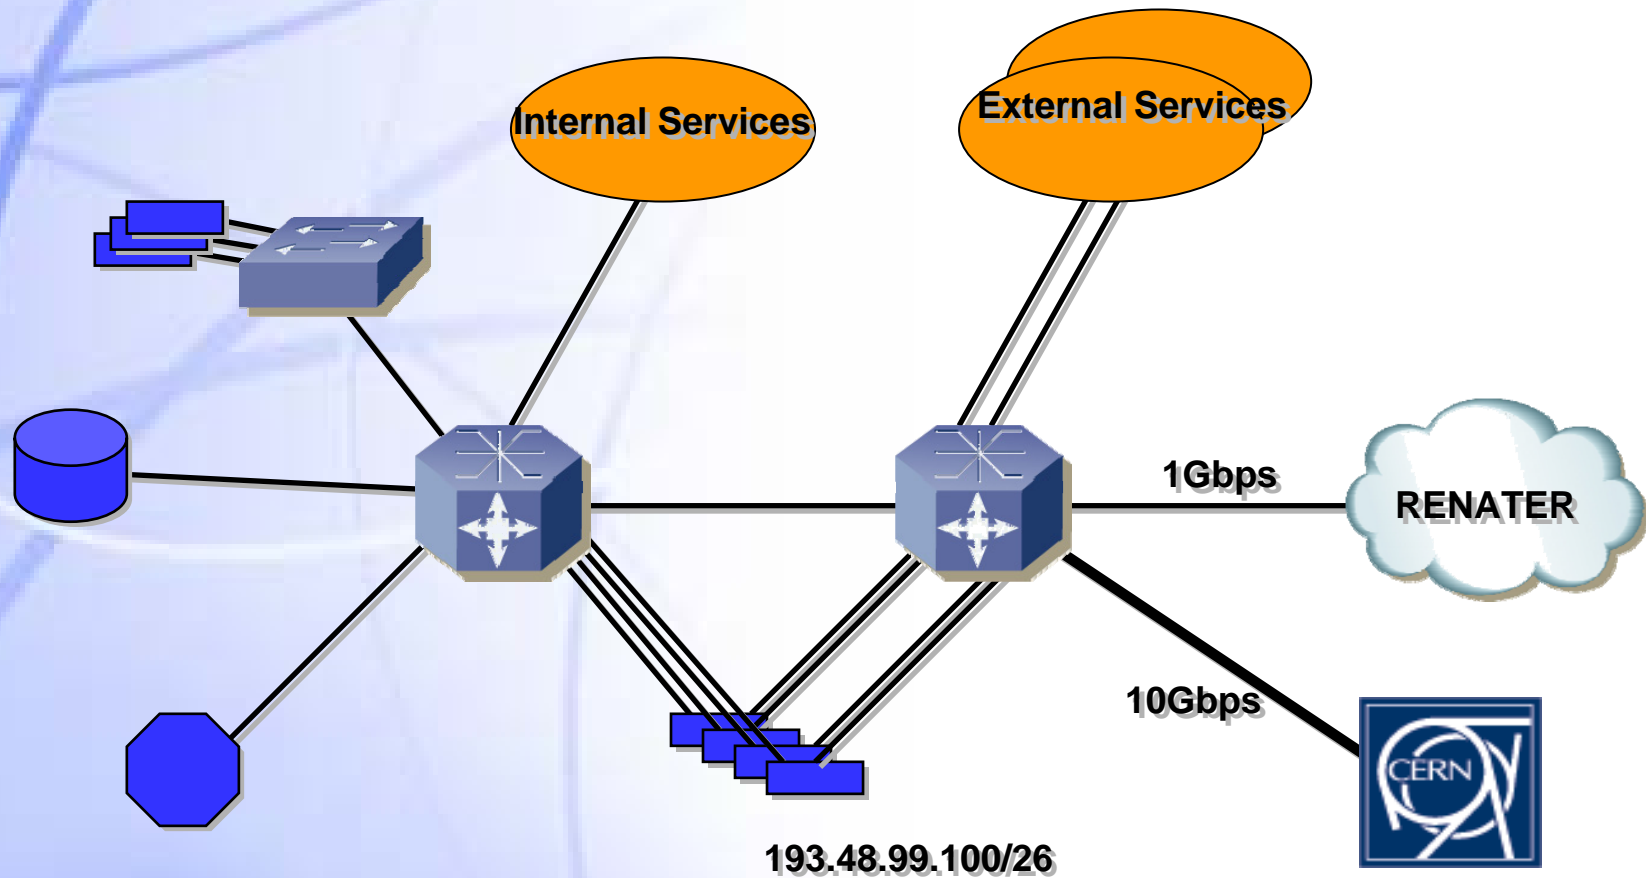 Internal Services
External Services
1Gbps
RENATER
10Gbps
CERN
193.48.99.100/26